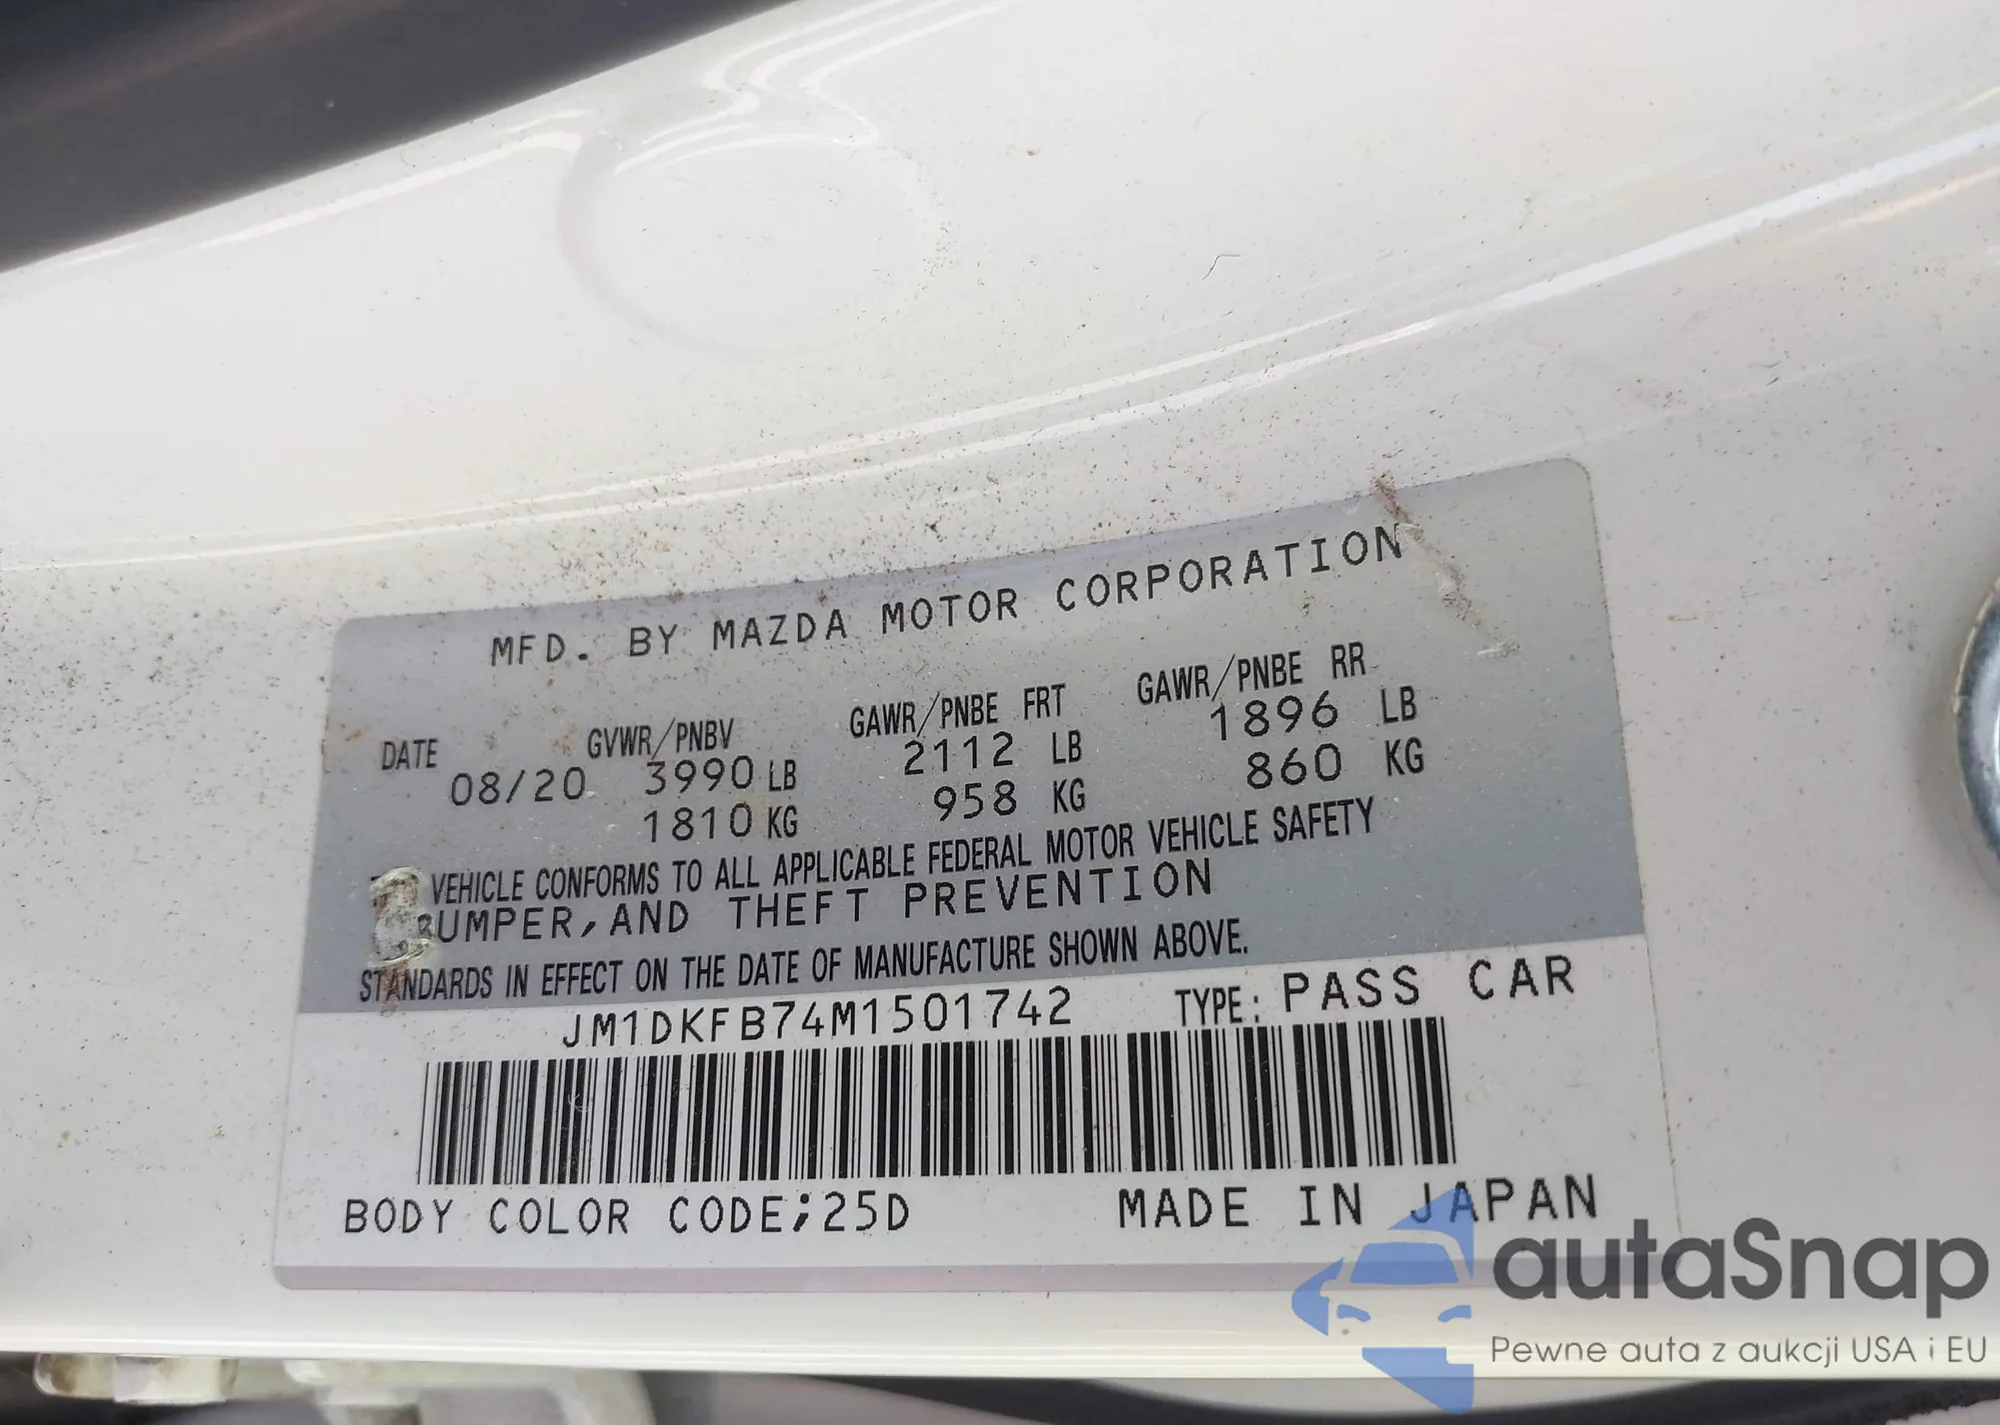 MFD. BY MAZDA MOTOR CORPORATION
DATE GVWR/PNBV GAWR/PNBE FRT GAWR/PNBE RR
08/20 3990 LB 2112 LB 1896 LB
1810 KG 958 KG 860 KG
VEHICLE CONFORMS TO ALL APPLICABLE FEDERAL MOTOR VEHICLE SAFETY
BUMPER,AND THEFT PREVENTION
STANDARDS IN EFFECT ON THE DATE OF MANUFACTURE SHOWN ABOVE.
JM1DKFB74M1501742 TYPE: PASS CAR
BODY COLOR CODE;25D MADE IN JAPAN
autaSnap
Pewne auta z aukcji USA i EU